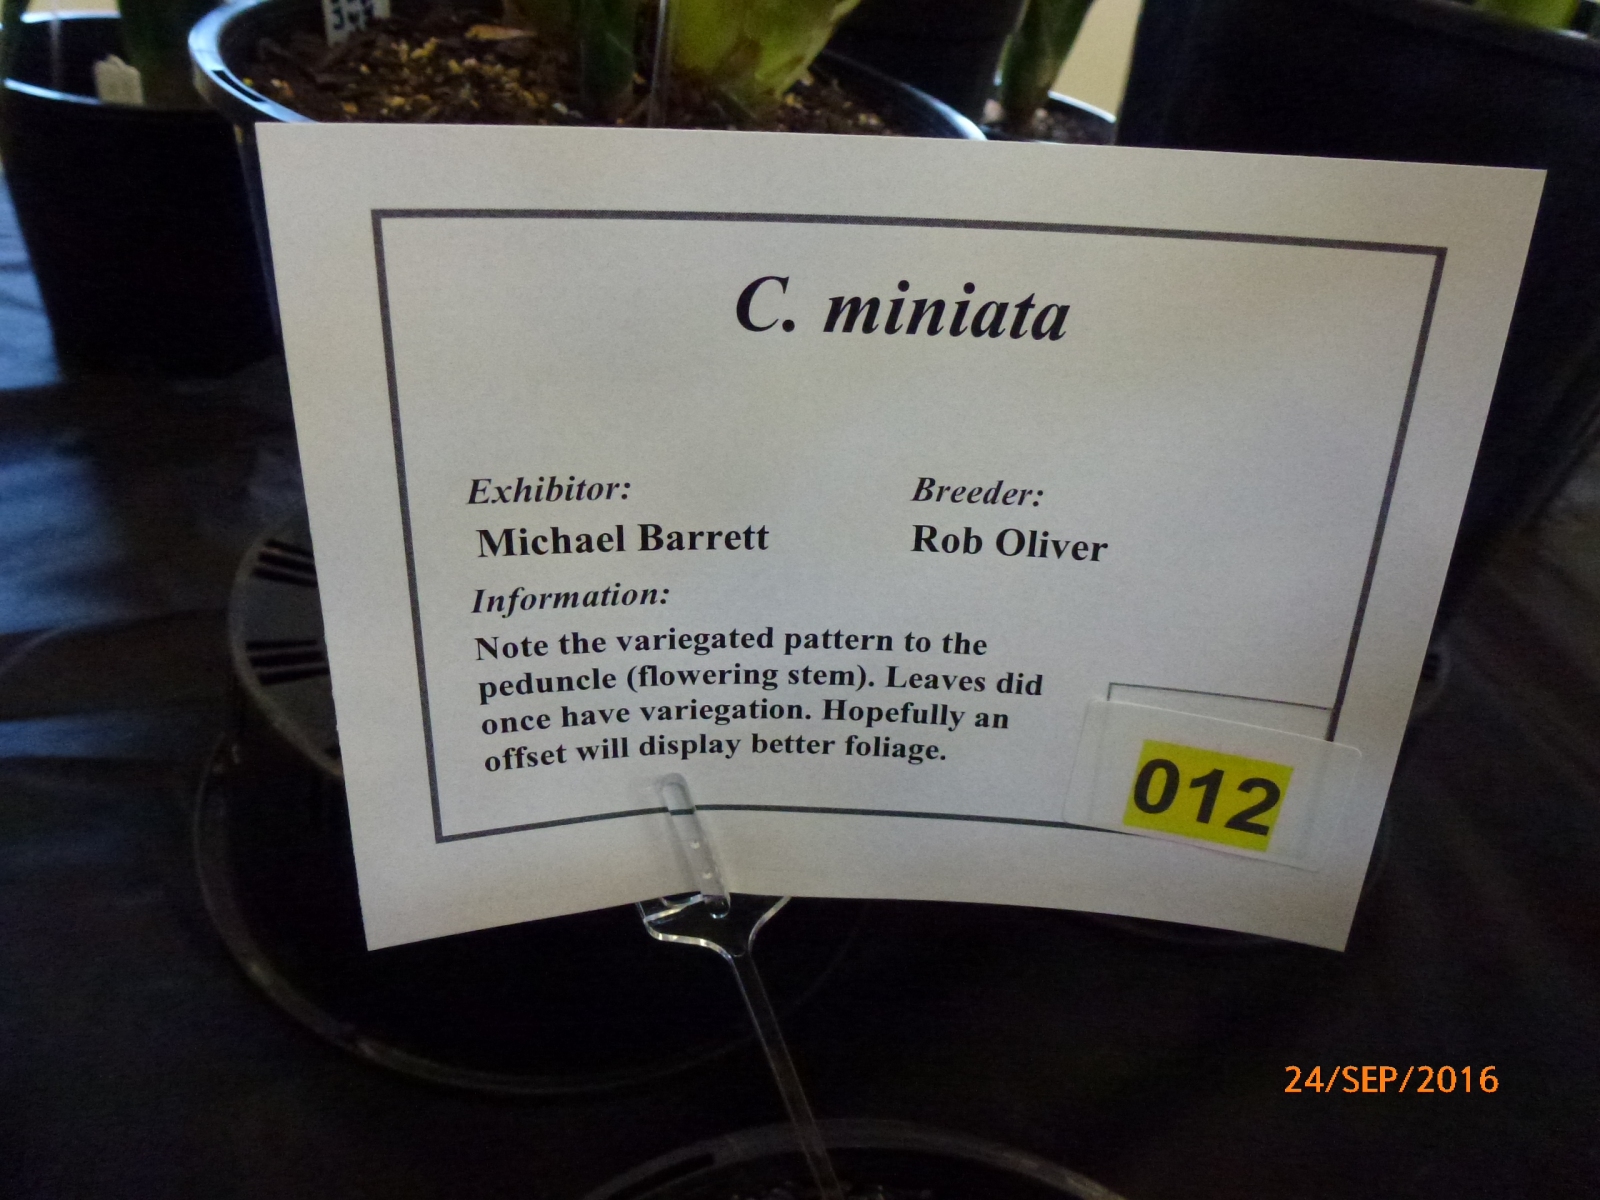 C. miniata
Exhibitor:
Breeder:
Michael Barrett
Rob Oliver
Information:
Note the variegated pattern to the
peduncle (flowering stem). Leaves did
once have variegation. Hopefully an
offset will display better foliage.
012
24/SEP/2016